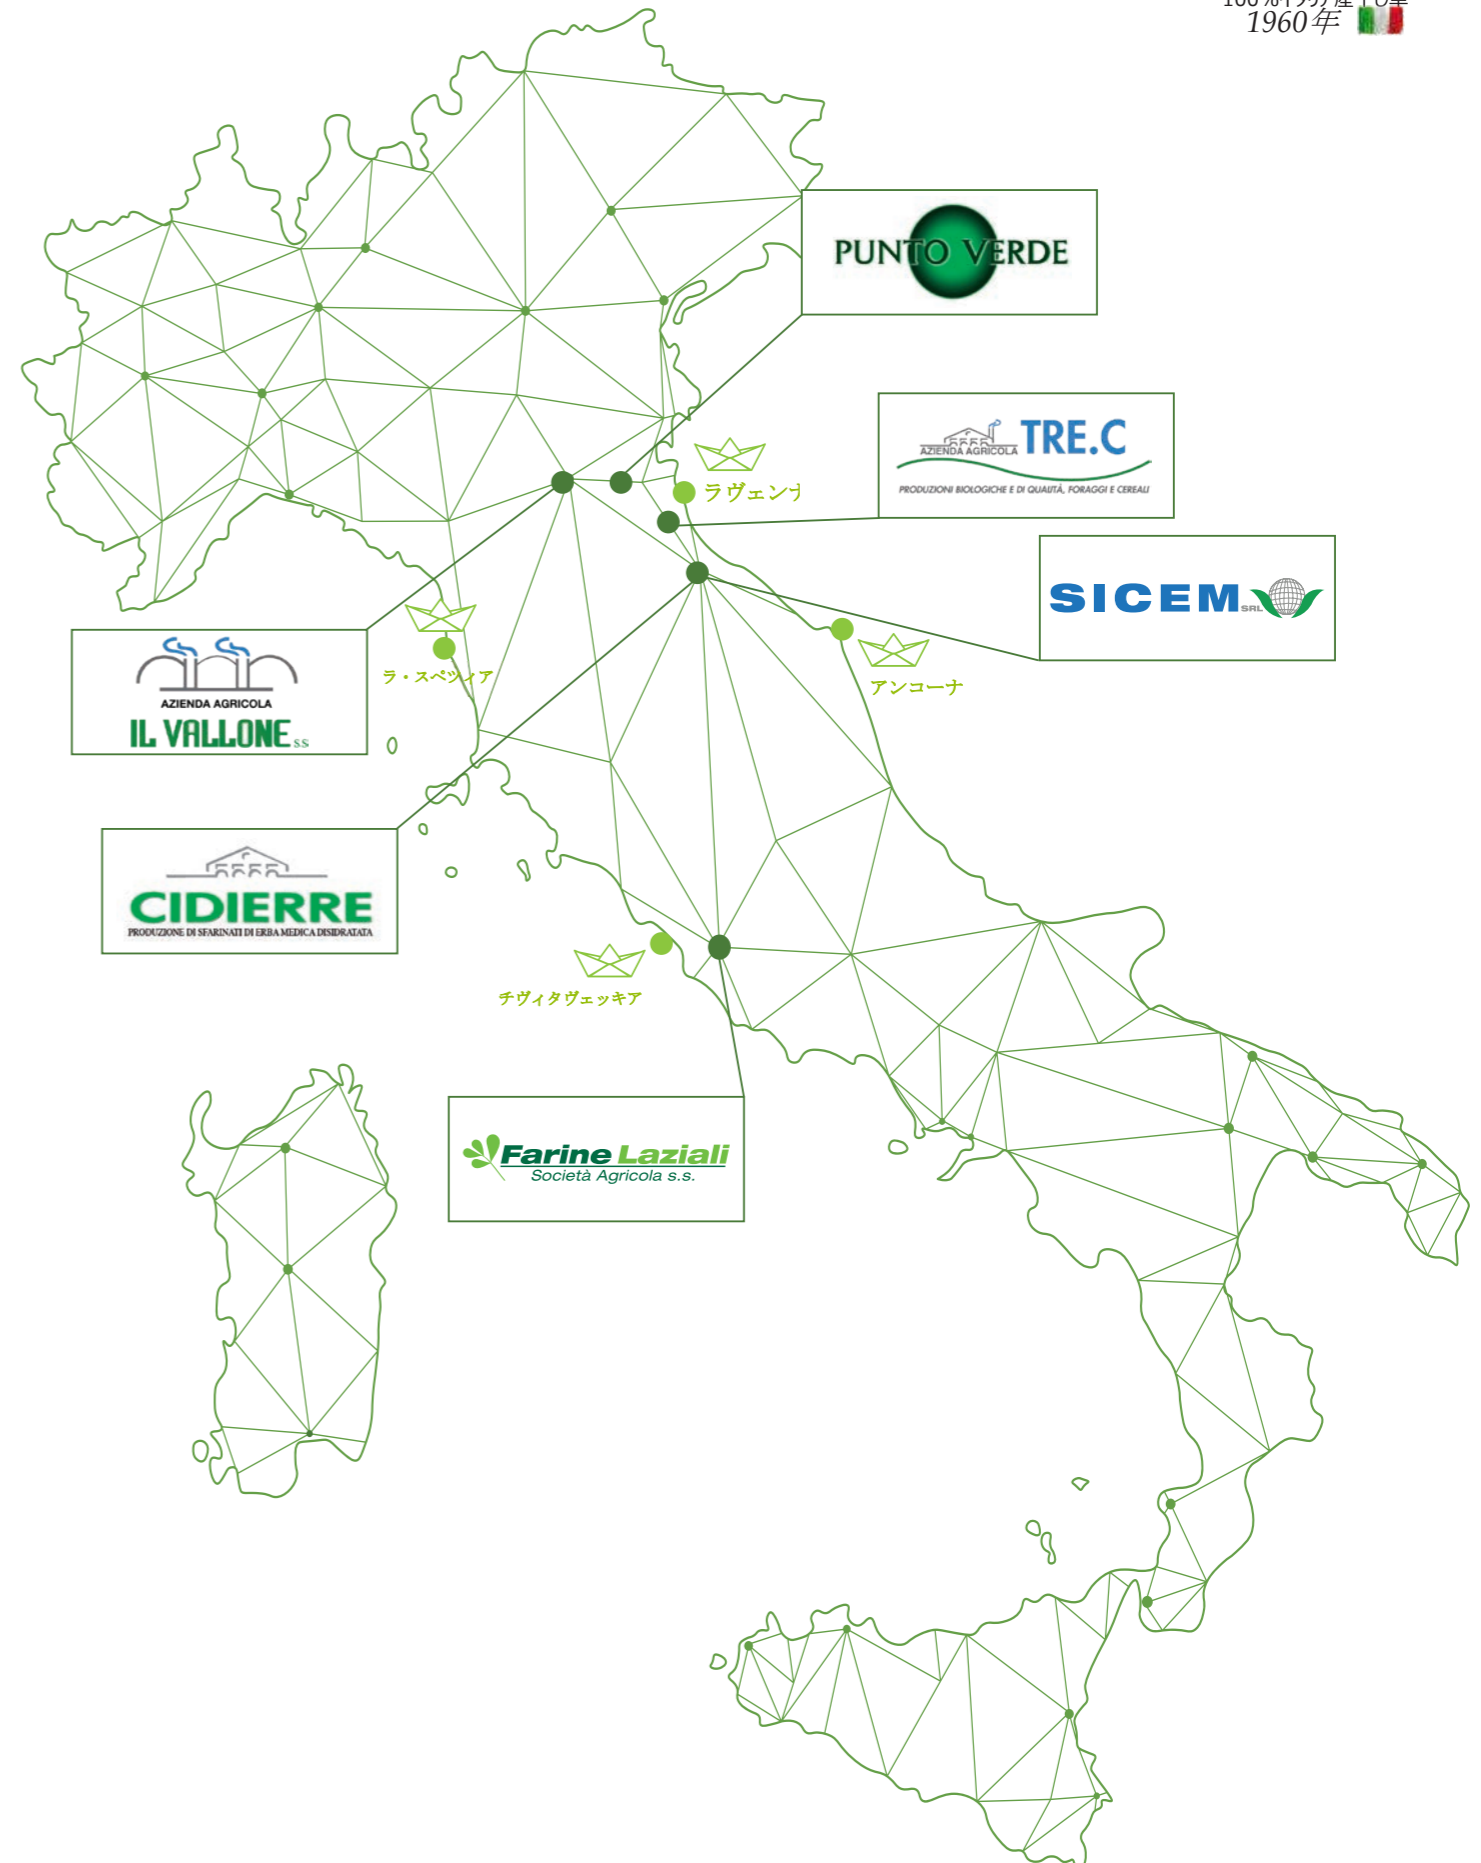 1960年
PUNTO VERDE
AZIENDA AGRICOLA TRE.C
PRODUZIONI BIOLOGICHE E DI QUALITÁ, FORAGGI E CEREALI
ラヴェンナ
SICEM SRL
アンコーナ
ラ・スペツィア
AZIENDA AGRICOLA
IL VALLONE s.s
CIDIERRE
PRODUZIONE DI SFARINATI DI ERBA MEDICA DISIDRATATA
チヴィタヴェッキア
Farine Laziali
Società Agricola s.s.